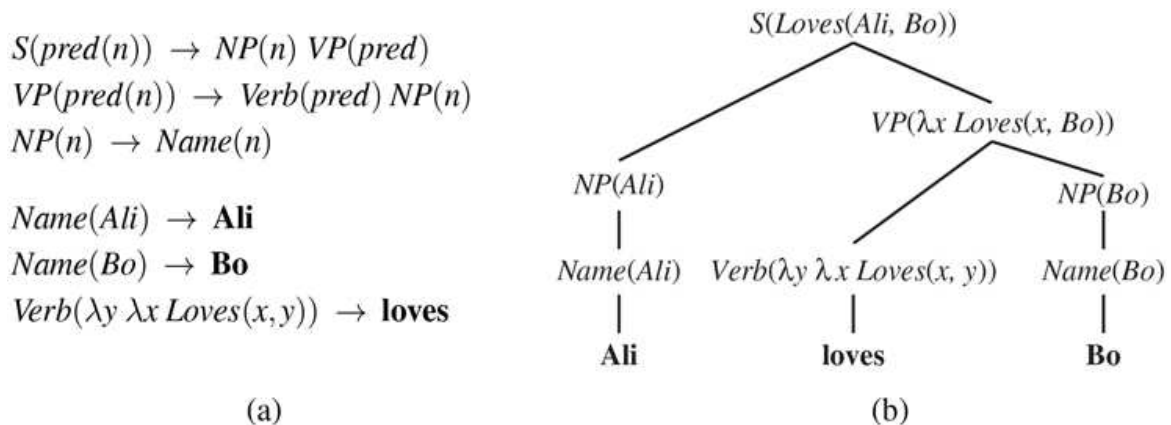 S(pred(n)) → NP(n) VP(pred)
VP(pred(n)) → Verb(pred) NP(n)
NP(n) → Name(n)
Name(Ali) → Ali
Name(Bo) → Bo
Verb(λy λx Loves(x,y)) → loves
(a)
S(Loves(Ali, Bo))
VP(λx Loves(x, Bo))
NP(Ali)
NP(Bo)
Name(Ali) Verb(λy λx Loves(x, y)) Name(Bo)
Ali loves Bo
(b)